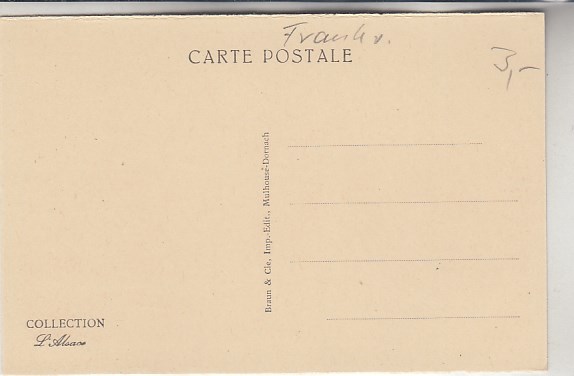 Frankr.
CARTE POSTALE
3,-
Braun & Cie, Imp.-Edit., Mulhouse-Dornach
COLLECTION
L'Alsace